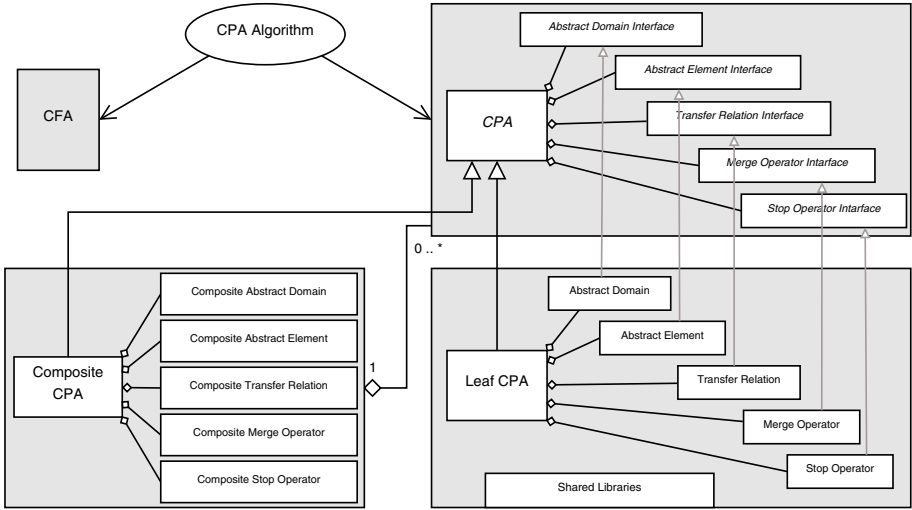 CPA Algorithm
CFA
CPA
Abstract Domain Interface
Abstract Element Interface
Transfer Relation Interface
Merge Operator Intarface
Stop Operator Interface
0 .. *
1
Composite
CPA
Composite Abstract Domain
Composite Abstract Element
Composite Transfer Relation
Composite Merge Operator
Composite Stop Operator
Leaf CPA
Abstract Domain
Abstract Element
Transfer Relation
Merge Operator
Stop Operator
Shared Libraries